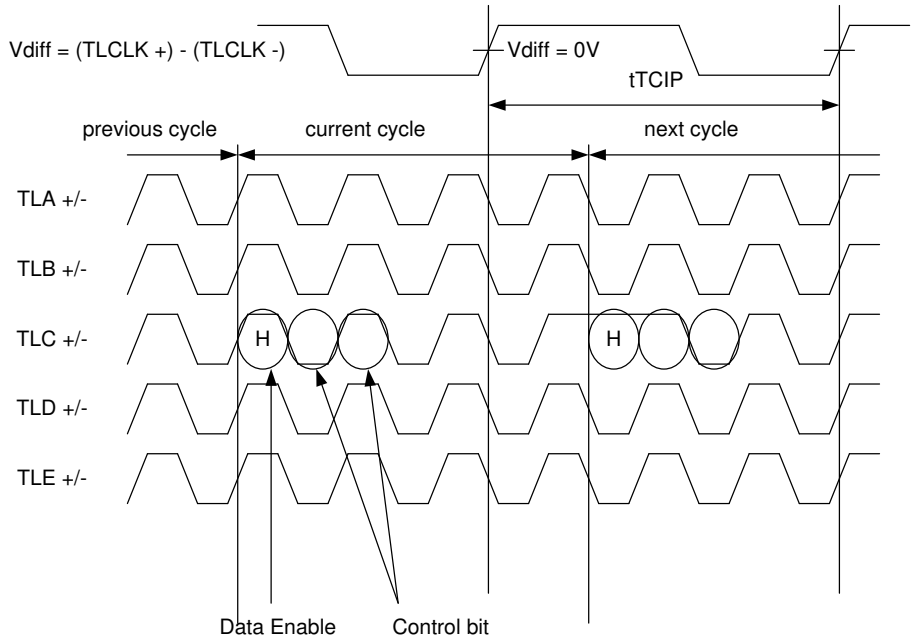 Vdiff = (TLCLK +) - (TLCLK -)
Vdiff = 0V
tTCIP
previous cycle
current cycle
next cycle
TLA +/-
TLB +/-
TLC +/-
H
H
TLD +/-
TLE +/-
Data Enable
Control bit